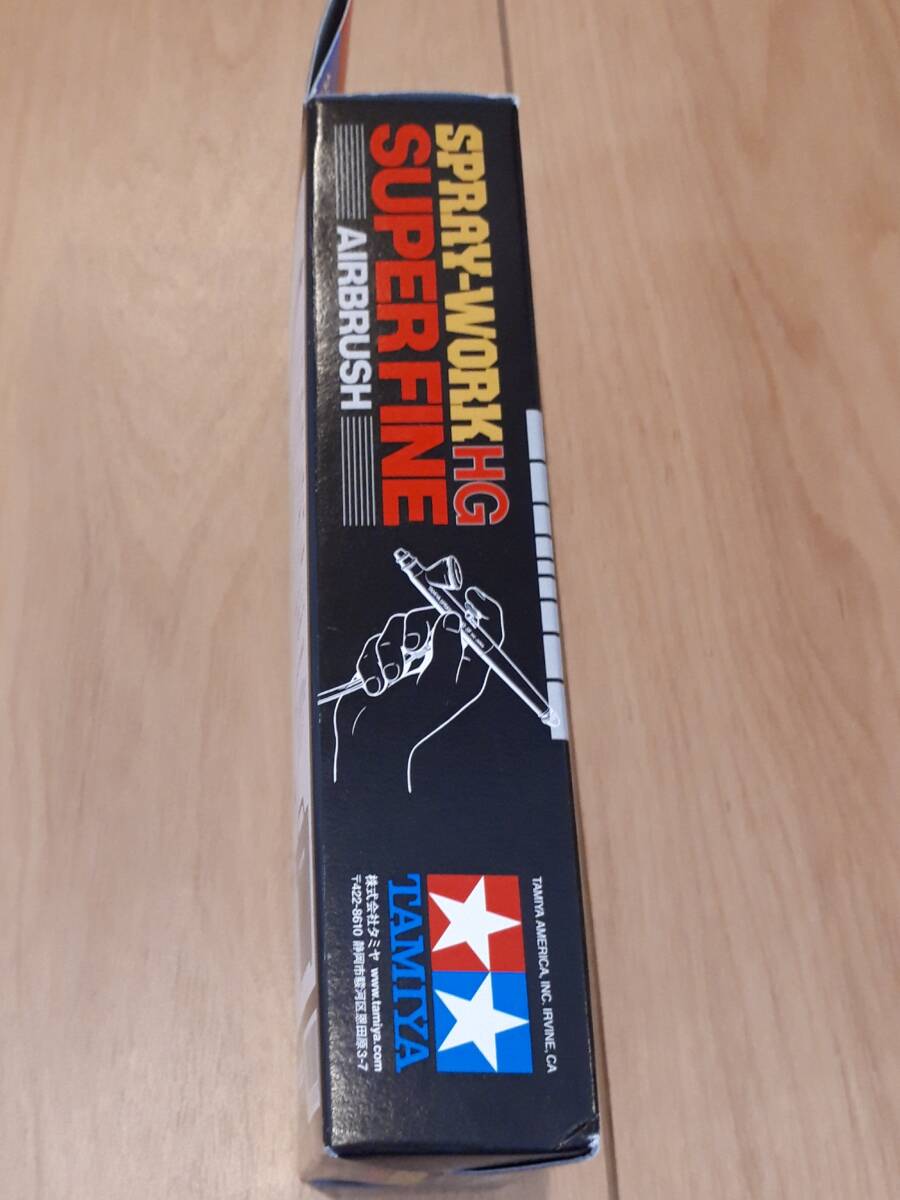 SPRAY-WORK HG
SUPER FINE
AIRBRUSH
TAMIYA AMERICA, INC. IRVINE, CA
TAMIYA
株式会社タミヤ www.tamiya.com
〒422-8610 静岡市駿河区恩田原3-7